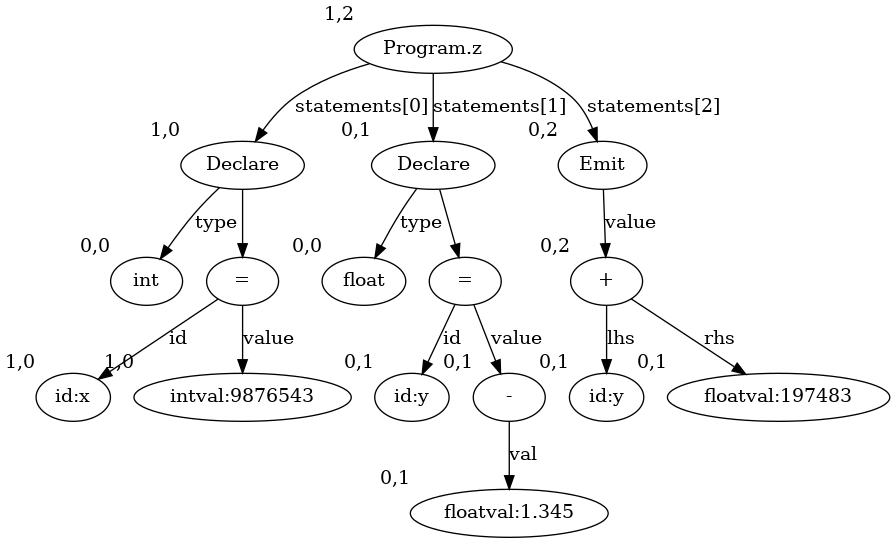 1,2
Program.z
statements[0]
statements[1]
statements[2]
1,0
0,1
0,2
Declare
Declare
Emit
type
type
value
0,0
0,0
0,2
int
=
float
=
+
id
value
id
value
lhs
rhs
1,0
1,0
0,1
0,1
0,1
0,1
id:x
intval:9876543
id:y
-
id:y
floatval:197483
val
0,1
floatval:1.345